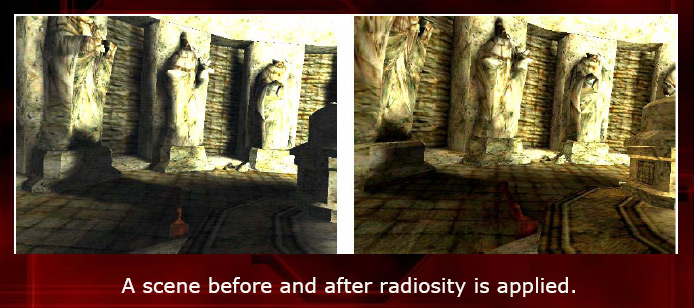 A scene before and after radiosity is applied.